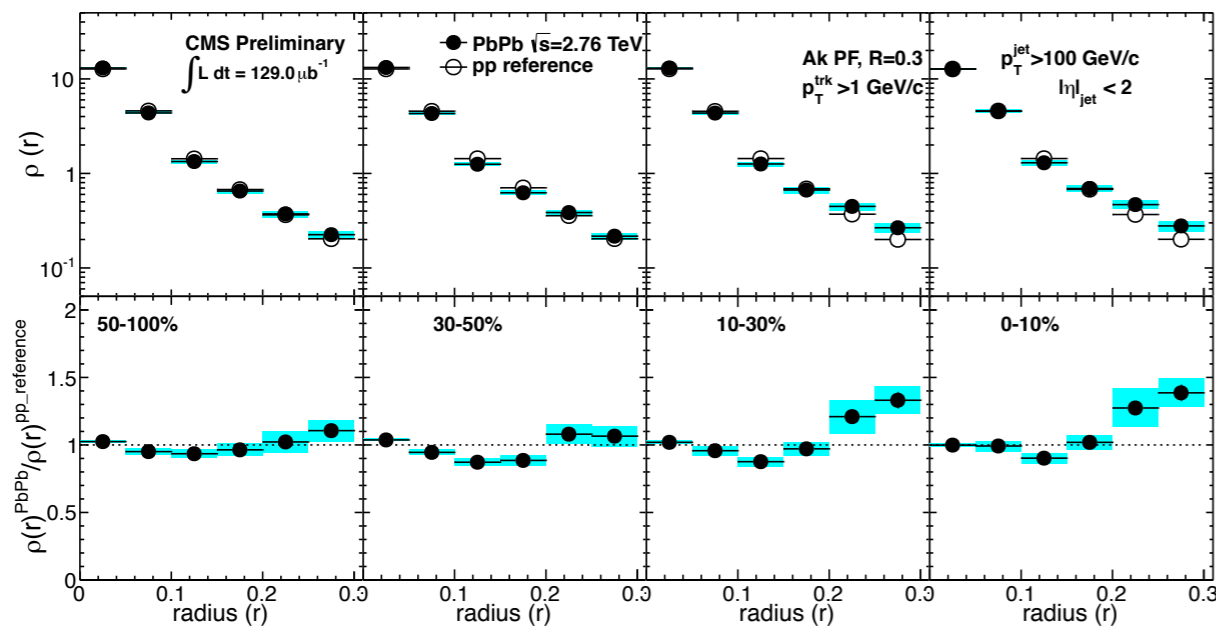 CMS Preliminary
∫L dt = 129.0 μb⁻¹
PbPb √s=2.76 TeV
pp reference
Ak PF, R=0.3
p_T^trk >1 GeV/c
p_T^jet >100 GeV/c
|η|_jet < 2
ρ (r)
10
1
10⁻¹
50-100%
30-50%
10-30%
0-10%
ρ(r)^PbPb/ρ(r)^pp_reference
2
1.5
1
0.5
0
0 0.1 0.2 0.3 0.1 0.2 0.3 0.1 0.2 0.3 0.1 0.2 0.3
radius (r) radius (r) radius (r) radius (r)